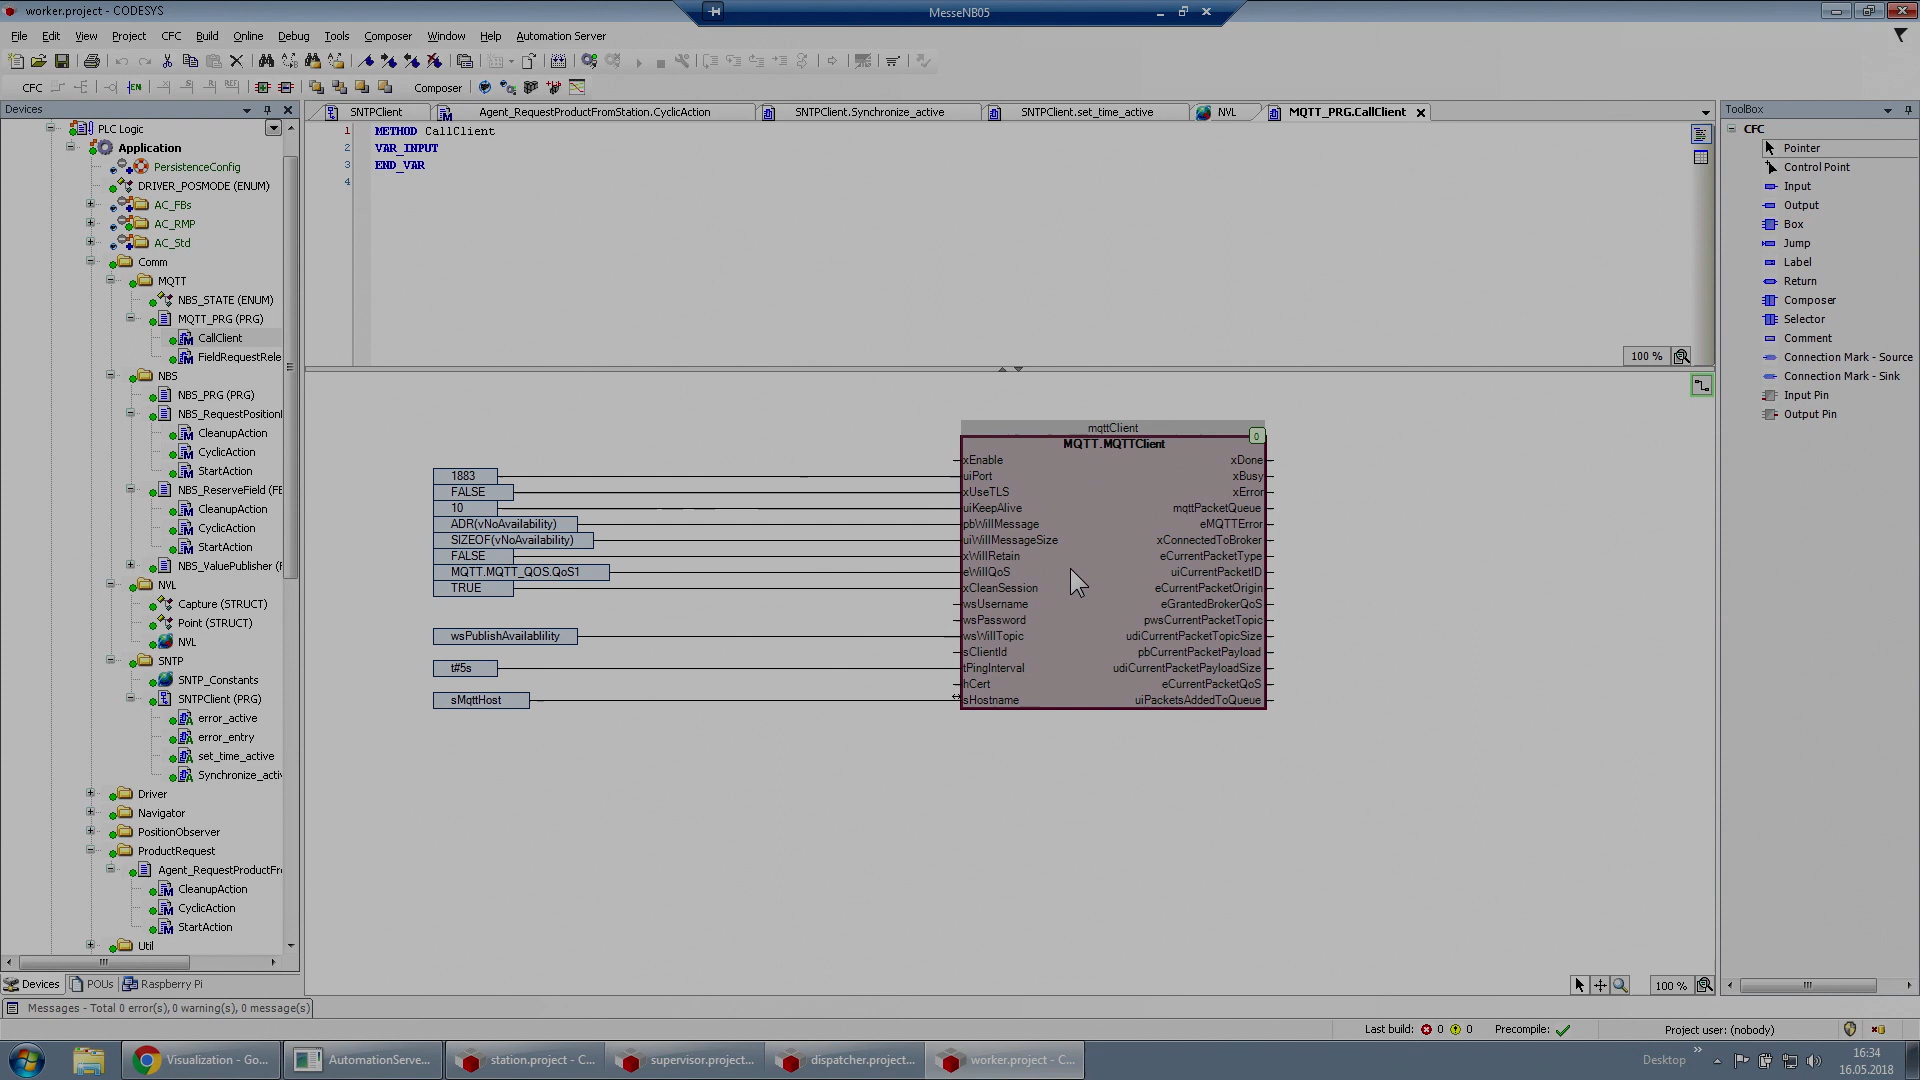 worker.project - CODESYS
MesseNB05
File Edit View Project CFC Build Online Debug Tools Composer Window Help Automation Server
CFC
Composer
Devices
PLC Logic
Application
PersistenceConfig
DRIVER_POSMODE (ENUM)
AC_FBs
AC_RMP
AC_Std
Comm
MQTT
NBS_STATE (ENUM)
MQTT_PRG (PRG)
CallClient
FieldRequestRele
NBS
NBS_PRG (PRG)
NBS_RequestPosition
CleanupAction
CyclicAction
StartAction
NBS_ReserveField (FE
CleanupAction
CyclicAction
StartAction
NBS_ValuePublisher (F
NVL
Capture (STRUCT)
Point (STRUCT)
NVL
SNTP
SNTP_Constants
SNTPClient (PRG)
error_active
error_entry
set_time_active
Synchronize_activ
Driver
Navigator
PositionObserver
ProductRequest
Agent_RequestProductFr
CleanupAction
CyclicAction
StartAction
Util
Devices POUs Raspberry Pi
SNTPClient Agent_RequestProductFromStation.CyclicAction SNTPClient.Synchronize_active SNTPClient.set_time_active NVL MQTT_PRG.CallClient
1 METHOD CallClient
2 VAR_INPUT
3 END_VAR
4
100 %
mqttClient
0
MQTT.MQTTClient
xEnable xDone
1883 uiPort xBusy
FALSE xUseTLS xError
10 uiKeepAlive mqttPacketQueue
ADR(vNoAvailability) pbWillMessage eMQTTError
SIZEOF(vNoAvailability) uiWillMessageSize xConnectedToBroker
FALSE xWillRetain eCurrentPacketType
MQTT.MQTT_QOS.QoS1 eWillQoS uiCurrentPacketID
TRUE xCleanSession eCurrentPacketOrigin
wsUsername eGrantedBrokerQoS
wsPassword pwsCurrentPacketTopic
wsPublishAvailablility wsWillTopic udiCurrentPacketTopicSize
sClientId pbCurrentPacketPayload
t#5s tPingInterval udiCurrentPacketPayloadSize
hCert eCurrentPacketQoS
sMqttHost sHostname uiPacketsAddedToQueue
100 %
ToolBox
CFC
Pointer
Control Point
Input
Output
Box
Jump
Label
Return
Composer
Selector
Comment
Connection Mark - Source
Connection Mark - Sink
Input Pin
Output Pin
Messages - Total 0 error(s), 0 warning(s), 0 message(s)
Last build: 0 0 Precompile: Project user: (nobody)
Visualization - Go... AutomationServe... station.project - C... supervisor.project... dispatcher.project... worker.project - C...
Desktop
16:34
16.05.2018